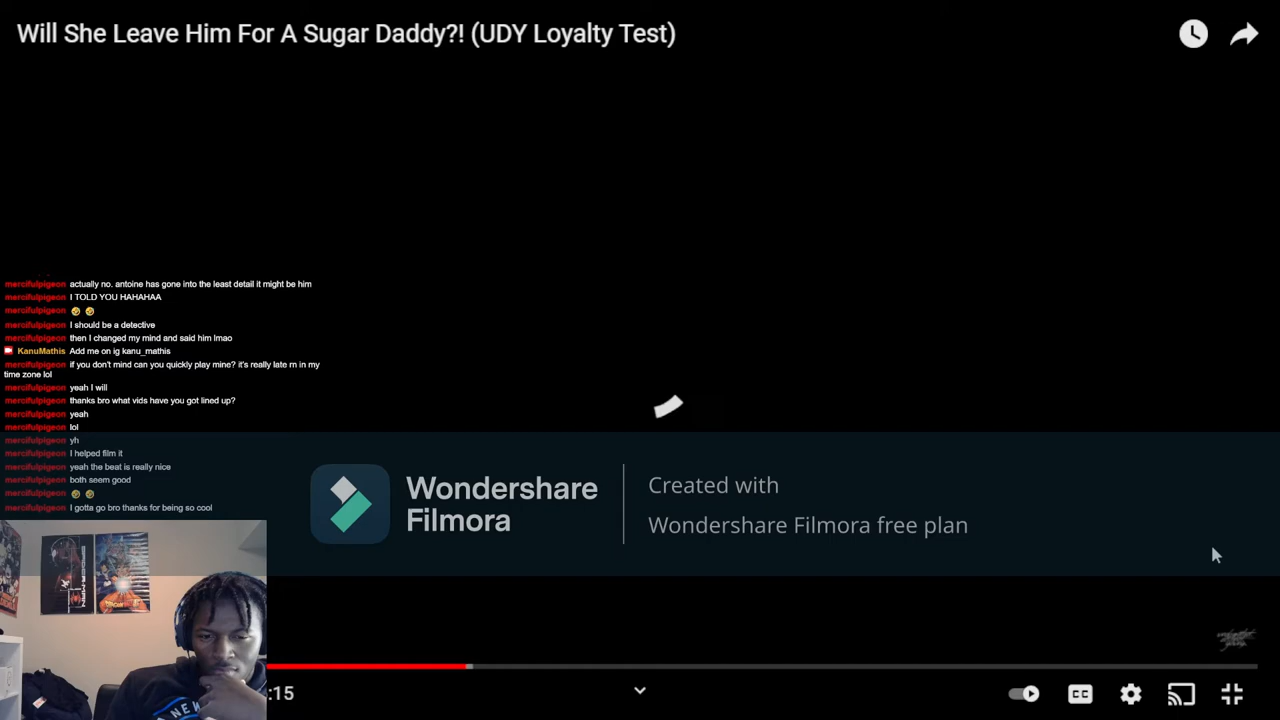 Will She Leave Him For A Sugar Daddy?! (UDY Loyalty Test)
mercifulpigeon actually no. antoine has gone into the least detail it might be him
mercifulpigeon I TOLD YOU HAHAHAA
mercifulpigeon 🤣 🤣
mercifulpigeon I should be a detective
mercifulpigeon then I changed my mind and said him lmao
KanuMathis Add me on ig kanu_mathis
mercifulpigeon if you don't mind can you quickly play mine? it's really late rn in my
time zone lol
mercifulpigeon yeah I will
mercifulpigeon thanks bro what vids have you got lined up?
mercifulpigeon yeah
mercifulpigeon lol
mercifulpigeon yh
mercifulpigeon I helped film it
mercifulpigeon yeah the beat is really nice
mercifulpigeon both seem good
mercifulpigeon 🤣 🤣
mercifulpigeon I gotta go bro thanks for being so cool
Wondershare
Filmora
Created with
Wondershare Filmora free plan
:15
CC